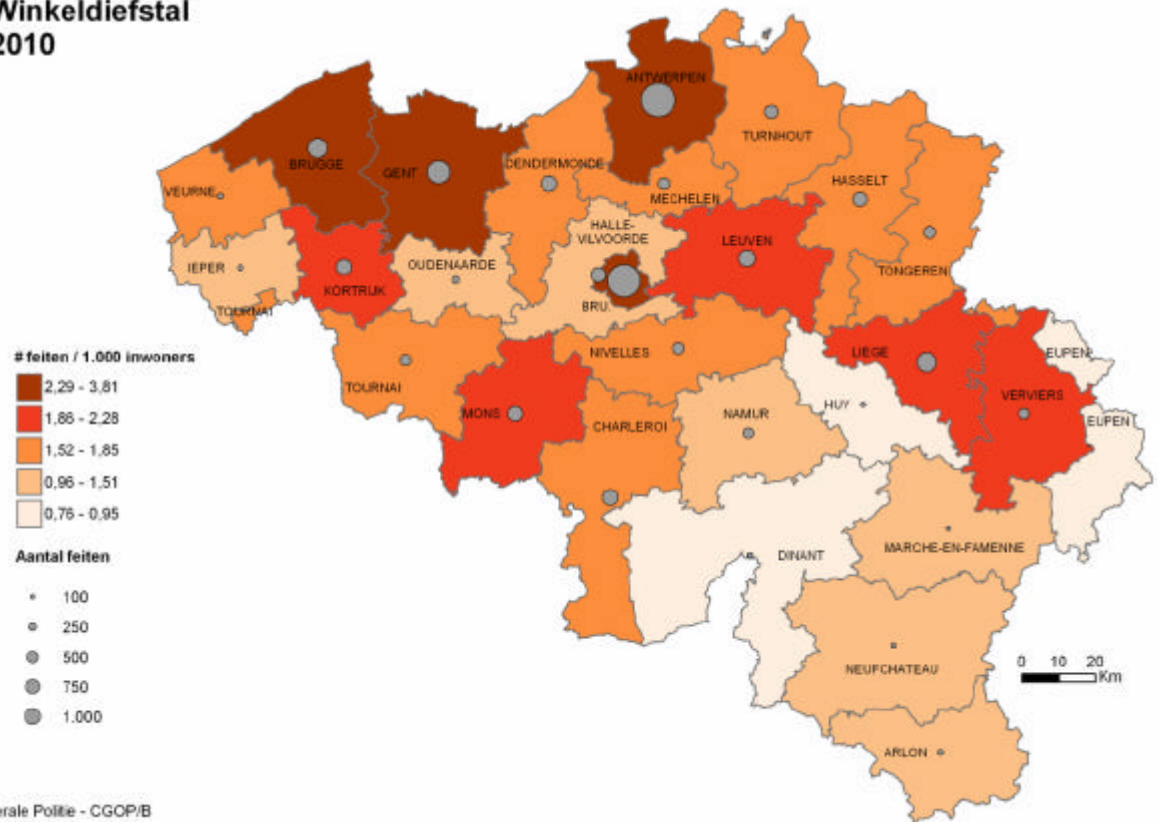 Winkeldiefstal
2010
ANTWERPEN
TURNHOUT
BRUGGE
GENT
DENDERMONDE
MECHELEN
HASSELT
VEURNE
HALLE-
VILVOORDE
LEUVEN
IEPER
OUDENAARDE
TONGEREN
KORTRIJK
BRU.
TOURNAI
# feiten / 1.000 inwoners
2,29 - 3,81
1,86 - 2,28
1,52 - 1,85
0,96 - 1,51
0,76 - 0,95
NIVELLES
LIEGE
EUPEN
TOURNAI
VERVIERS
HUY
MONS
NAMUR
EUPEN
CHARLEROI
Aantal feiten
100
250
500
750
1.000
MARCHE-EN-FAMENNE
DINANT
NEUFCHATEAU
0 10 20
Km
ARLON
erale Politie - CGOP/B